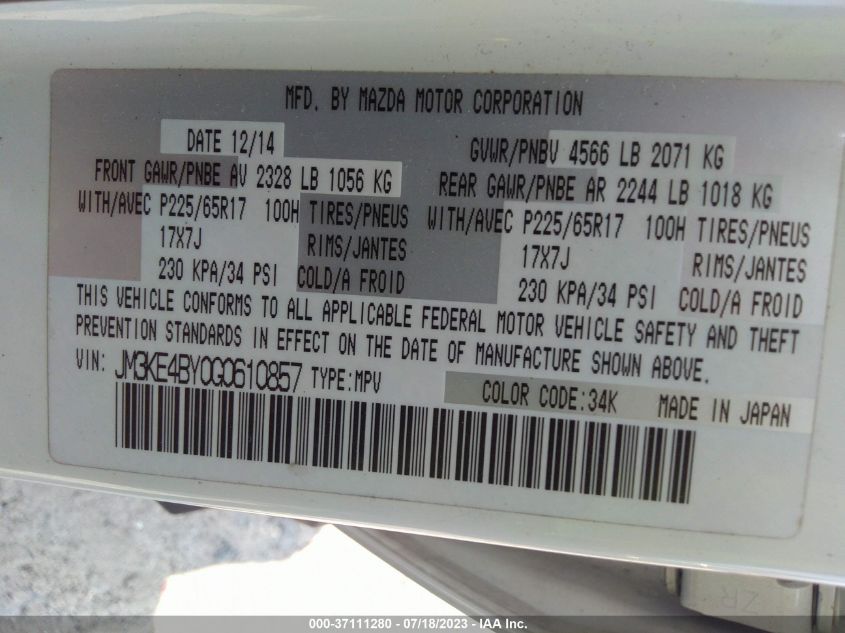 MFD. BY MAZDA MOTOR CORPORATION
DATE 12/14 GVWR/PNBV 4566 LB 2071 KG
FRONT GAWR/PNBE AV 2328 LB 1056 KG REAR GAWR/PNBE AR 2244 LB 1018 KG
WITH/AVEC P225/65R17 100H TIRES/PNEUS WITH/AVEC P225/65R17 100H TIRES/PNEUS
17X7J RIMS/JANTES 17X7J RIMS/JANTES
230 KPA/34 PSI COLD/A FROID 230 KPA/34 PSI COLD/A FROID
THIS VEHICLE CONFORMS TO ALL APPLICABLE FEDERAL MOTOR VEHICLE SAFETY AND THEFT
PREVENTION STANDARDS IN EFFECT ON THE DATE OF MANUFACTURE SHOWN ABOVE.
VIN: JM3KE4BY0G0610857 TYPE:MPV
COLOR CODE:34K MADE IN JAPAN
ZR
000-37111280 - 07/18/2023 - IAA Inc.